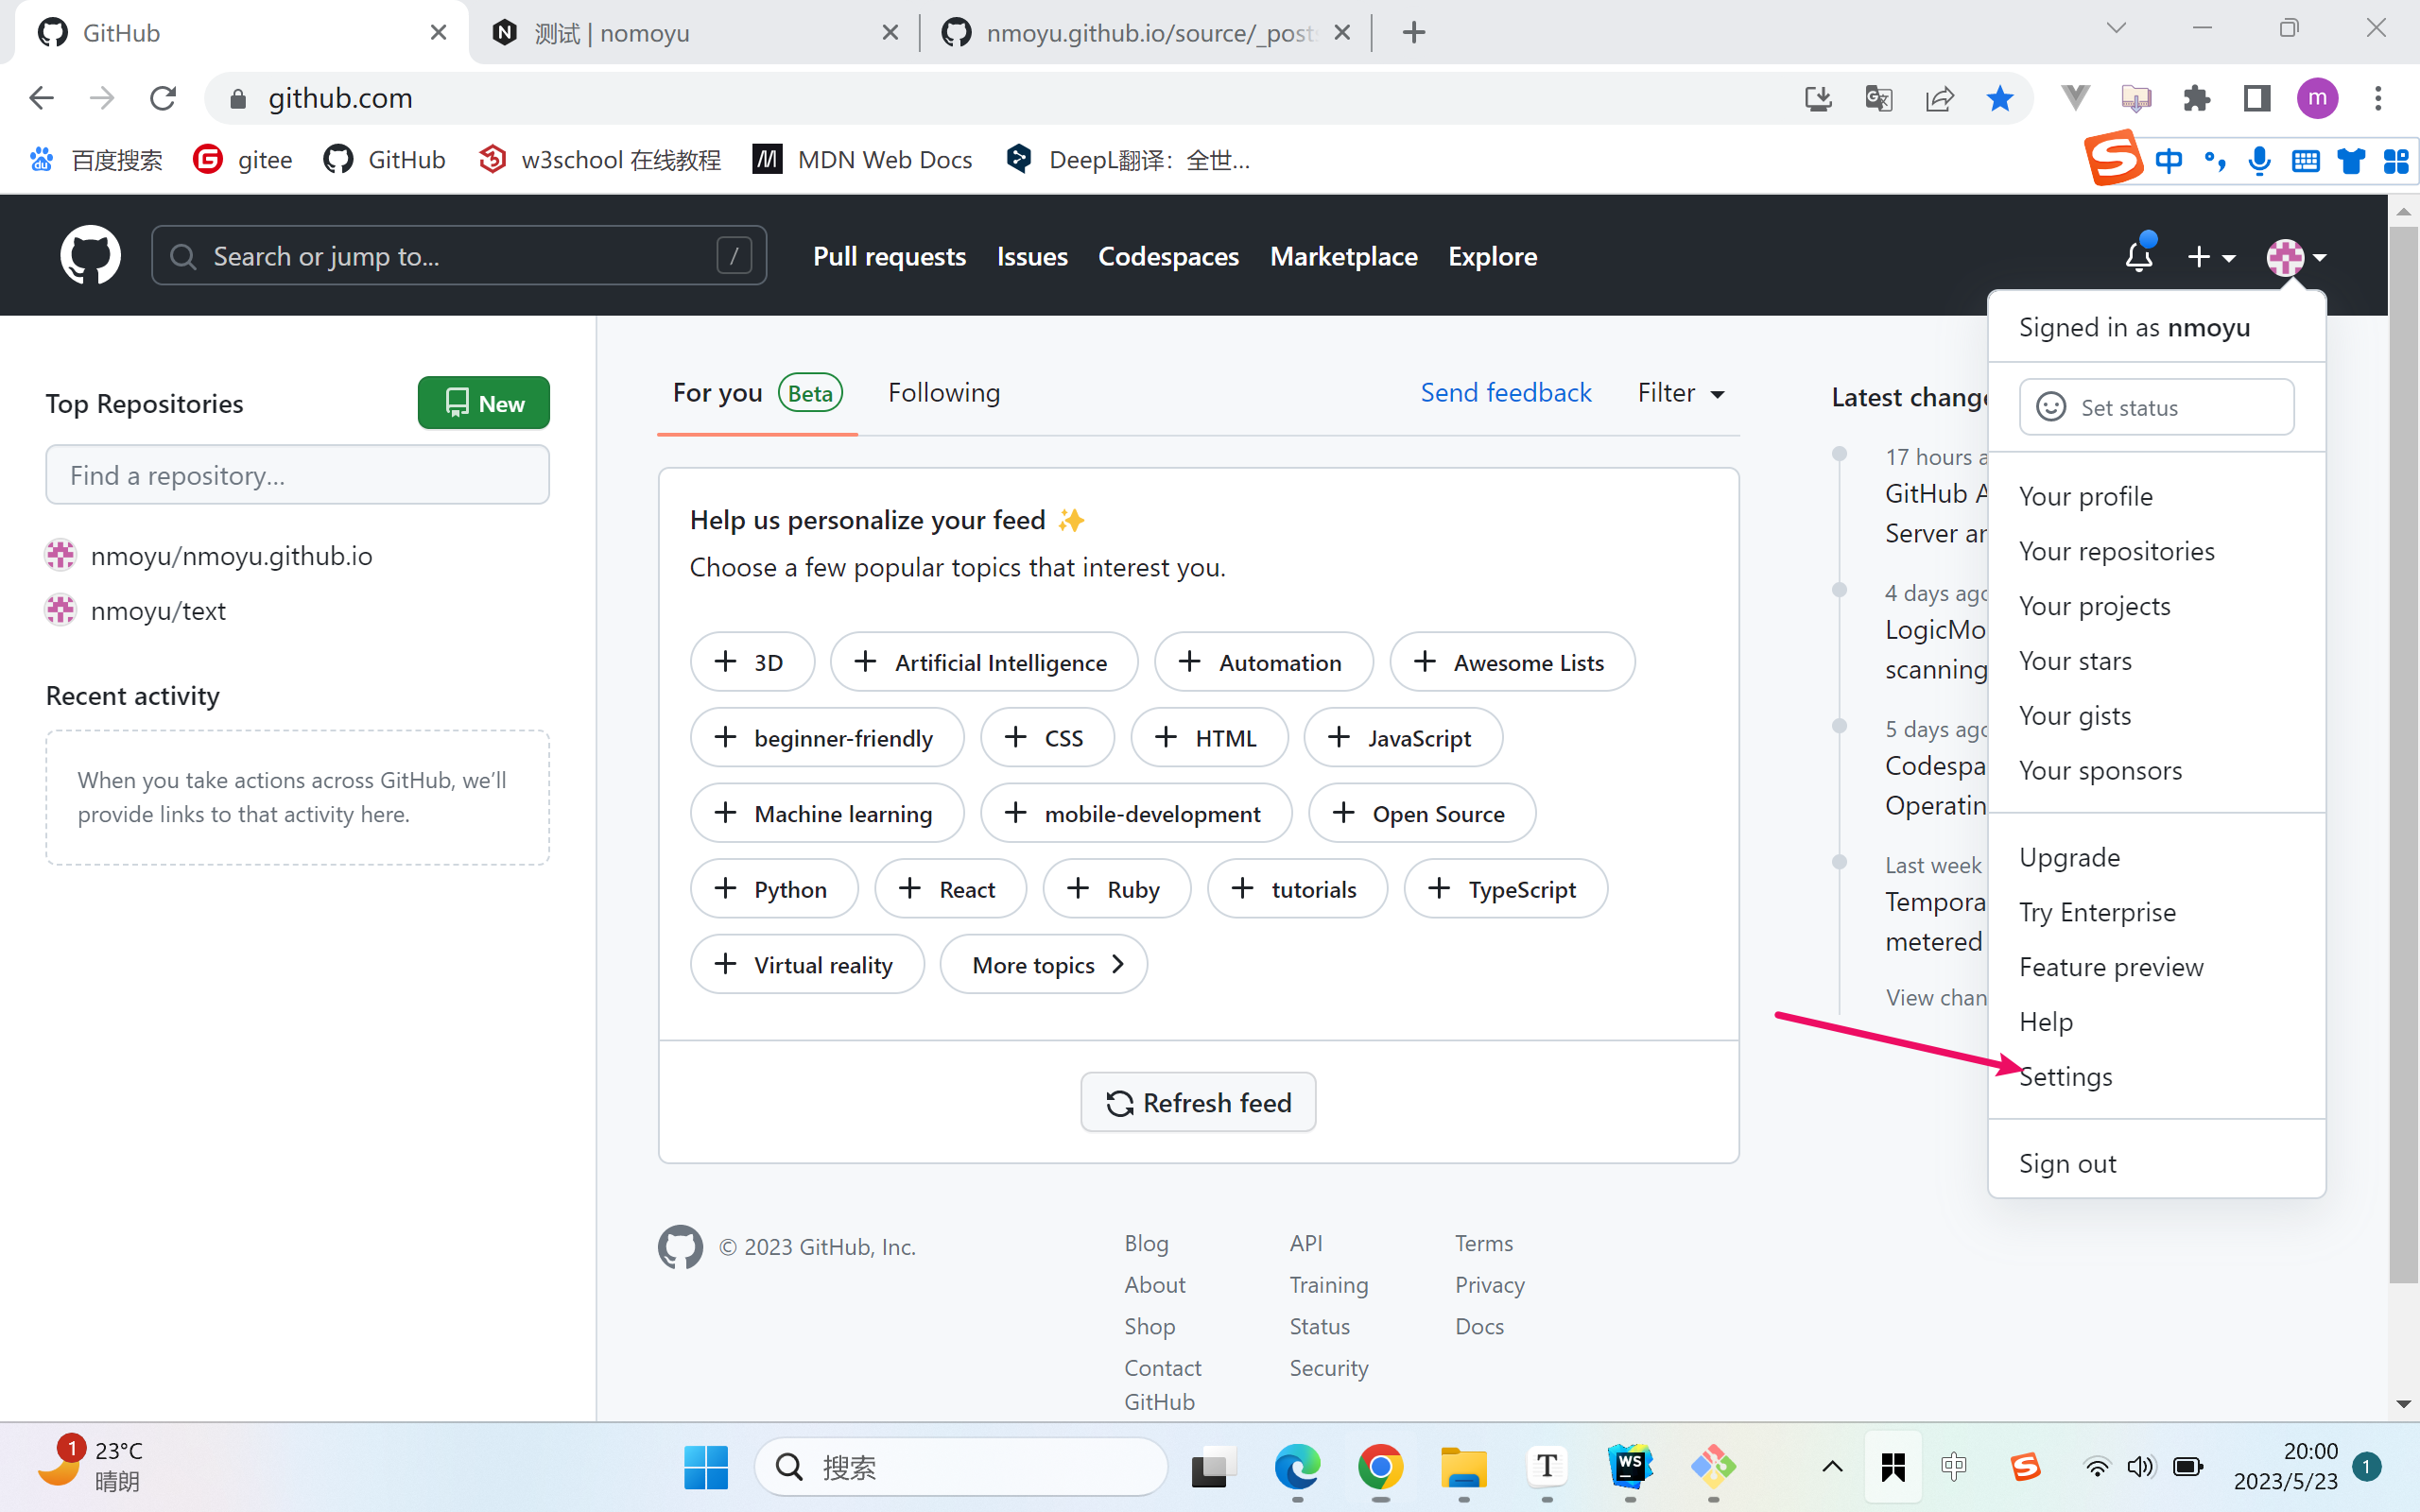 GitHub
测试 | nomoyu
nmoyu.github.io/source/_posts
github.com
m
百度搜索
gitee
GitHub
w3school 在线教程
MDN Web Docs
DeepL翻译：全世...
中
Search or jump to...
/
Pull requests
Issues
Codespaces
Marketplace
Explore
Signed in as nmoyu
Set status
Your profile
Your repositories
Your projects
Your stars
Your gists
Your sponsors
Upgrade
Try Enterprise
Feature preview
Help
Settings
Sign out
Top Repositories
New
Find a repository...
nmoyu/nmoyu.github.io
nmoyu/text
Recent activity
When you take actions across GitHub, we'll
provide links to that activity here.
For you
Beta
Following
Send feedback
Filter
Help us personalize your feed ✨
Choose a few popular topics that interest you.
3D
Artificial Intelligence
Automation
Awesome Lists
beginner-friendly
CSS
HTML
JavaScript
Machine learning
mobile-development
Open Source
Python
React
Ruby
tutorials
TypeScript
Virtual reality
More topics
Refresh feed
Latest change
17 hours a
GitHub A
Server an
4 days ago
LogicMo
scanning
5 days ago
Codespa
Operatin
Last week
Tempora
metered
View chan
© 2023 GitHub, Inc.
Blog
About
Shop
Contact
GitHub
API
Training
Status
Security
Terms
Privacy
Docs
1
23°C
晴朗
搜索
T
WS
中
20:00
2023/5/23
1